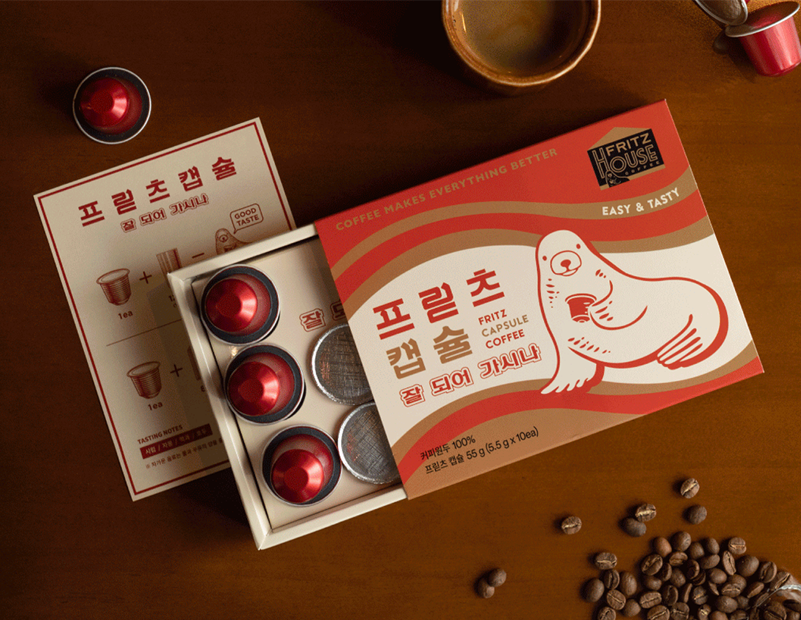 프릳츠캡슐
잘 되어 가시나
GOOD
TASTE
1ea
1ea
TASTING NOTES
잘
COFFEE MAKES EVERYTHING BETTER
FRITZ
HOUSE
COFFEE
EASY & TASTY
프릳츠
캡슐
FRITZ
CAPSULE
COFFEE
잘 되어 가시나
커피원두 100%
프릳츠 캡슐 55 g (5.5 g x 10ea)